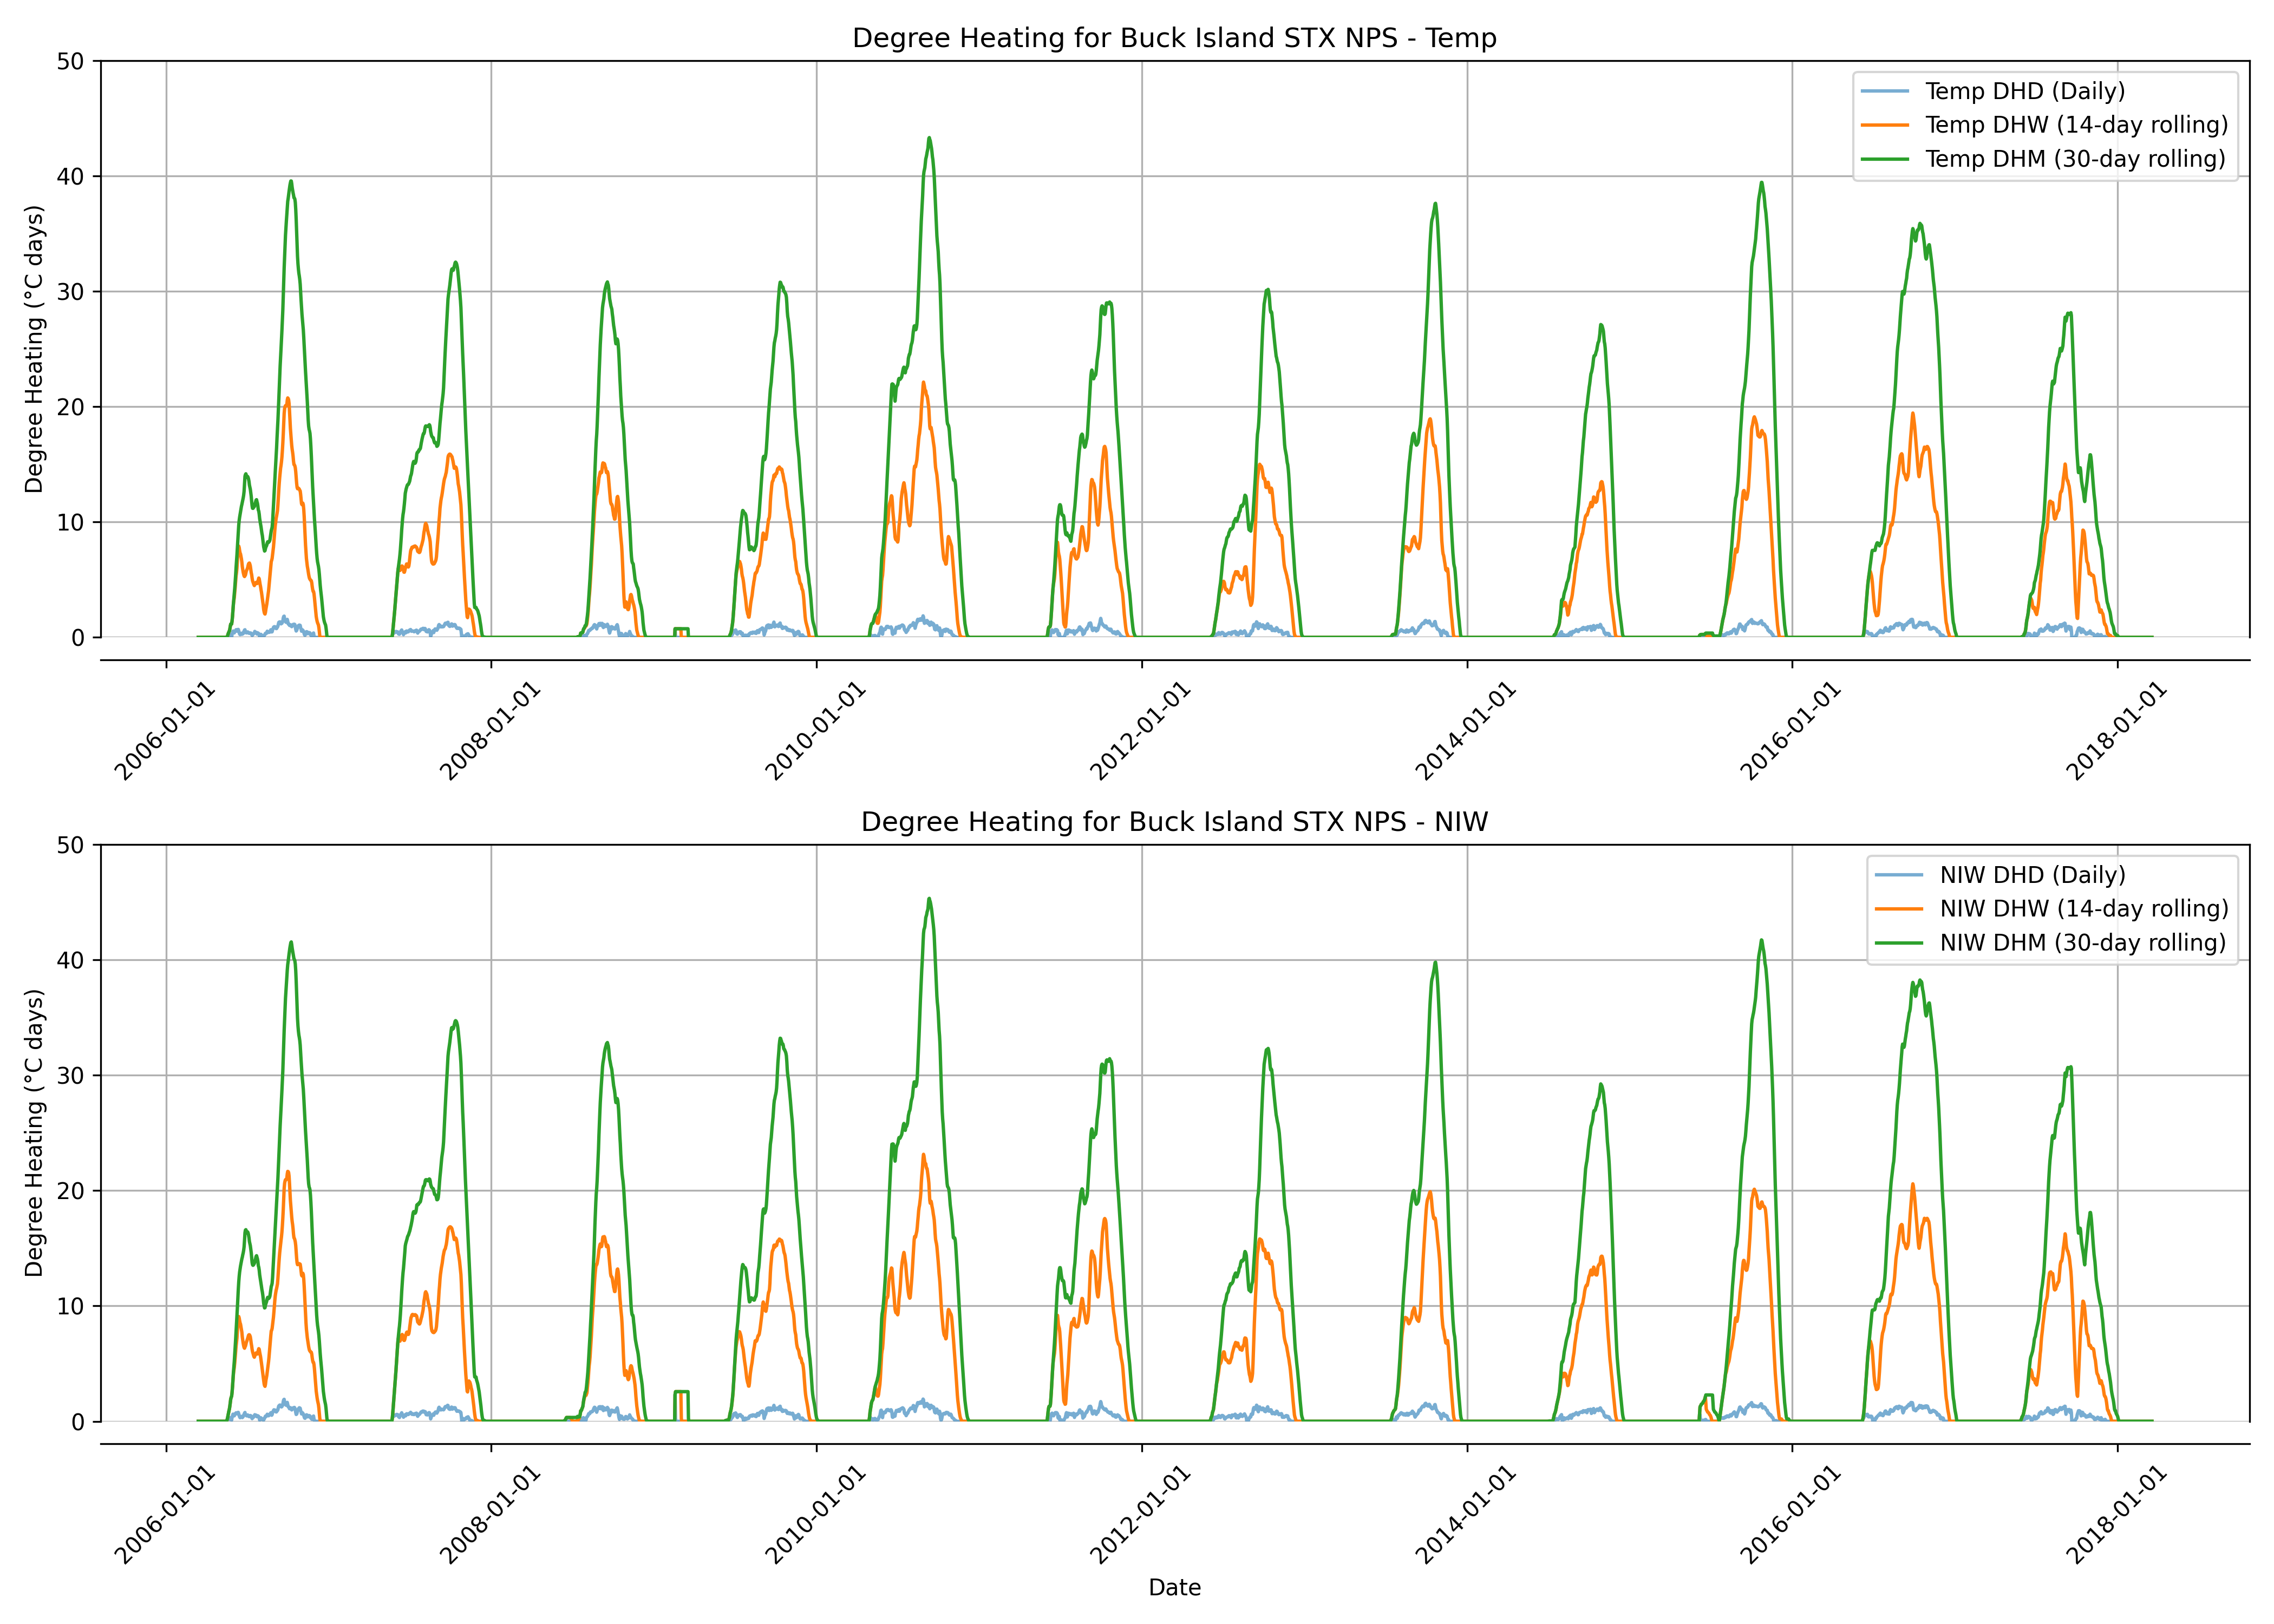 Degree Heating for Buck Island STX NPS - Temp
50
40
30
20
10
0
Degree Heating (°C days)
Temp DHD (Daily)
Temp DHW (14-day rolling)
Temp DHM (30-day rolling)
2006-01-01
2008-01-01
2010-01-01
2012-01-01
2014-01-01
2016-01-01
2018-01-01
Degree Heating for Buck Island STX NPS - NIW
50
40
30
20
10
0
Degree Heating (°C days)
NIW DHD (Daily)
NIW DHW (14-day rolling)
NIW DHM (30-day rolling)
2006-01-01
2008-01-01
2010-01-01
2012-01-01
2014-01-01
2016-01-01
2018-01-01
Date